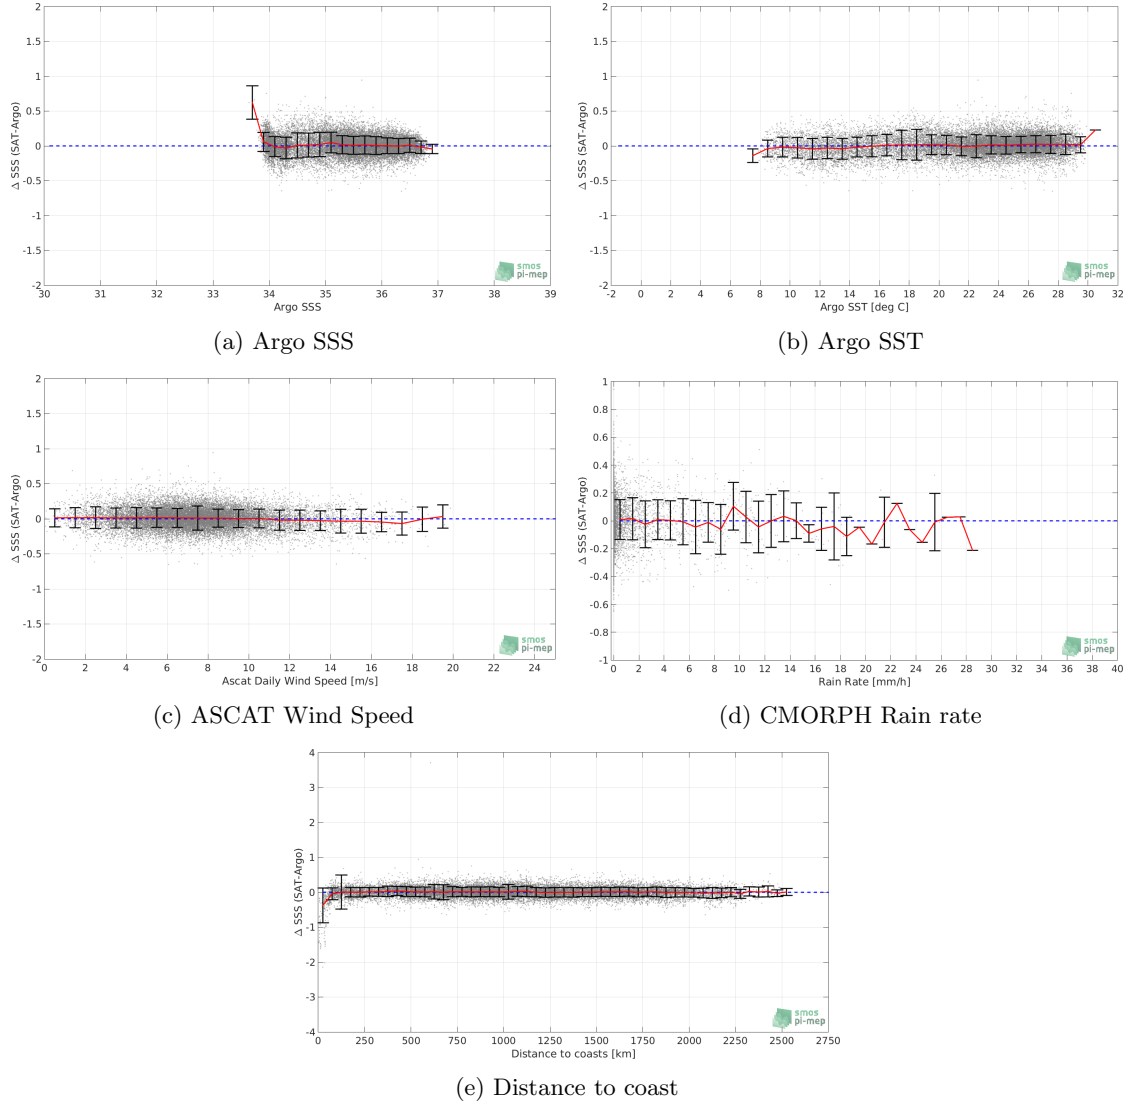 2
1.5
1
0.5
0
-0.5
-1
-1.5
-2
Δ SSS (SAT-Argo)
30 31 32 33 34 35 36 37 38 39
Argo SSS
smos
pi-mep
(a) Argo SSS
2
1.5
1
0.5
0
-0.5
-1
-1.5
-2
Δ SSS (SAT-Argo)
-2 0 2 4 6 8 10 12 14 16 18 20 22 24 26 28 30 32
Argo SST [deg C]
smos
pi-mep
(b) Argo SST
2
1.5
1
0.5
0
-0.5
-1
-1.5
-2
Δ SSS (SAT-Argo)
0 2 4 6 8 10 12 14 16 18 20 22 24
Ascat Daily Wind Speed [m/s]
smos
pi-mep
(c) ASCAT Wind Speed
1
0.8
0.6
0.4
0.2
0
-0.2
-0.4
-0.6
-0.8
-1
Δ SSS (SAT-Argo)
0 2 4 6 8 10 12 14 16 18 20 22 24 26 28 30 32 34 36 38 40
Rain Rate [mm/h]
smos
pi-mep
(d) CMORPH Rain rate
4
3
2
1
0
-1
-2
-3
-4
Δ SSS (SAT-Argo)
0 250 500 750 1000 1250 1500 1750 2000 2250 2500 2750
Distance to coasts [km]
smos
pi-mep
(e) Distance to coast